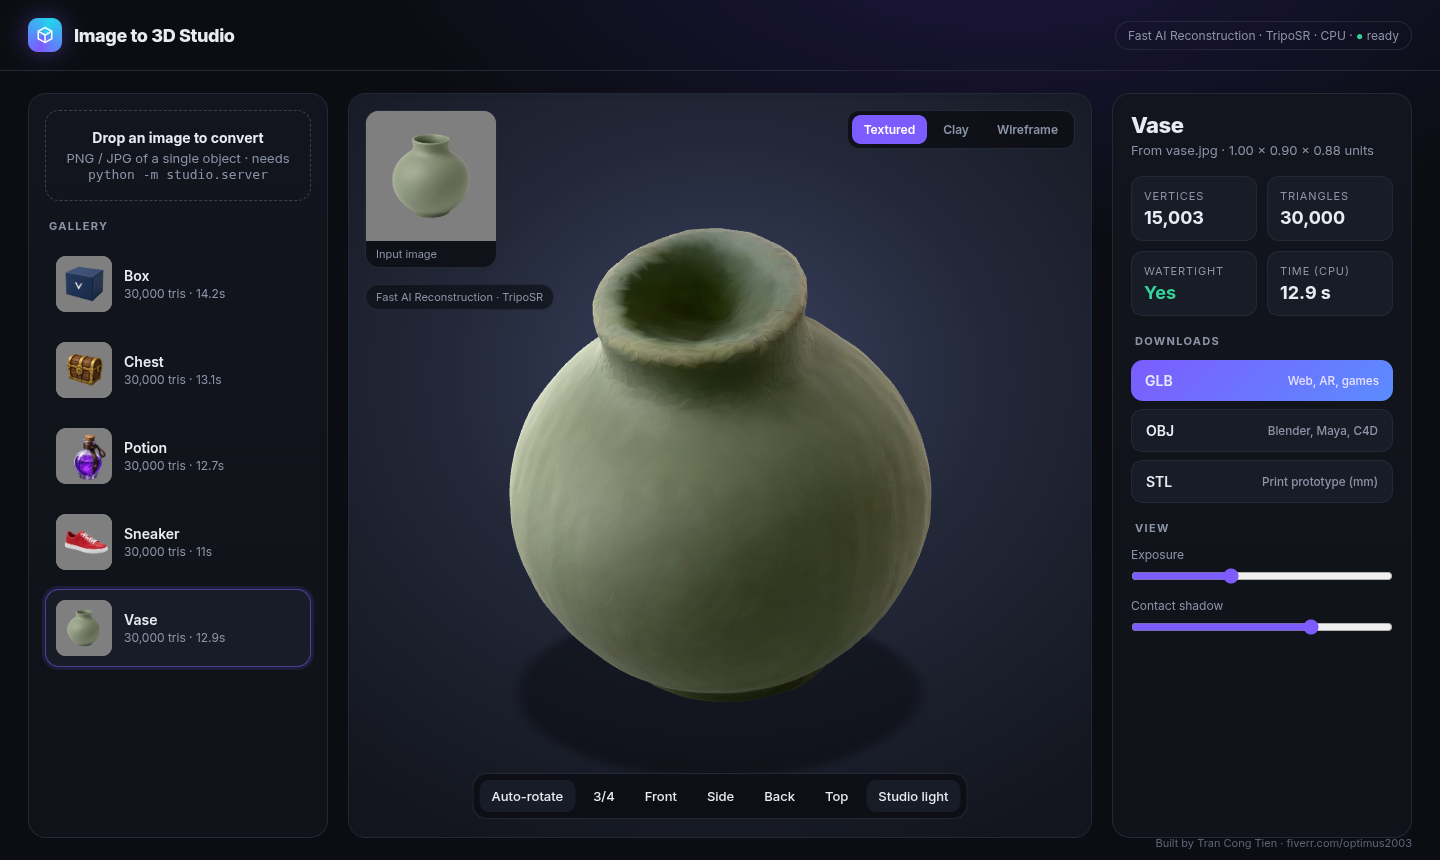 Image to 3D Studio
Fast AI Reconstruction · TripoSR · CPU · ● ready
Drop an image to convert
PNG / JPG of a single object · needs
python -m studio.server
GALLERY
Box
30,000 tris · 14.2s
Chest
30,000 tris · 13.1s
Potion
30,000 tris · 12.7s
Sneaker
30,000 tris · 11s
Vase
30,000 tris · 12.9s
Input image
Fast AI Reconstruction · TripoSR
Textured Clay Wireframe
Auto-rotate 3/4 Front Side Back Top Studio light
Vase
From vase.jpg · 1.00 × 0.90 × 0.88 units
VERTICES
15,003
TRIANGLES
30,000
WATERTIGHT
Yes
TIME (CPU)
12.9 s
DOWNLOADS
GLB Web, AR, games
OBJ Blender, Maya, C4D
STL Print prototype (mm)
VIEW
Exposure
Contact shadow
Built by Tran Cong Tien · fiverr.com/optimus2003